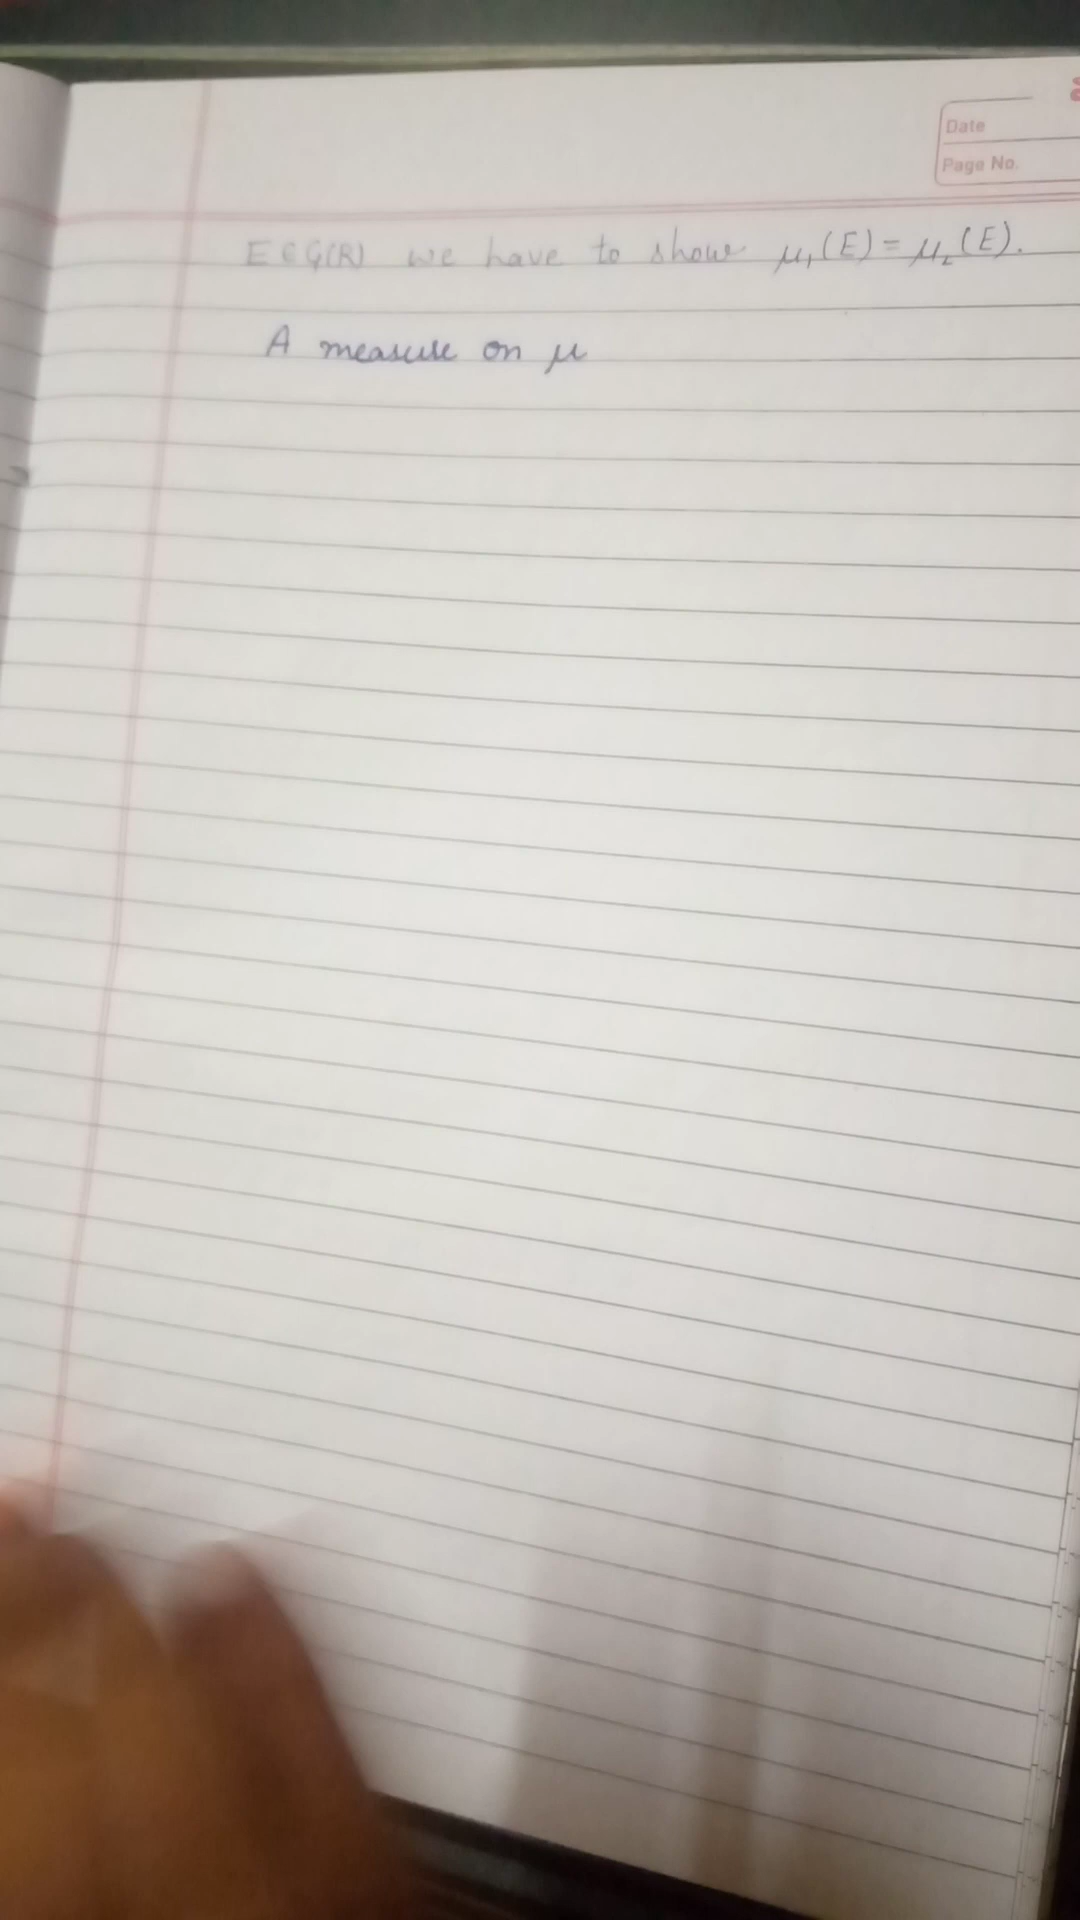 Date
Page No.
E ∈ G(R) we have to show μ₁(E) = μ₂(E).
A measure on μ